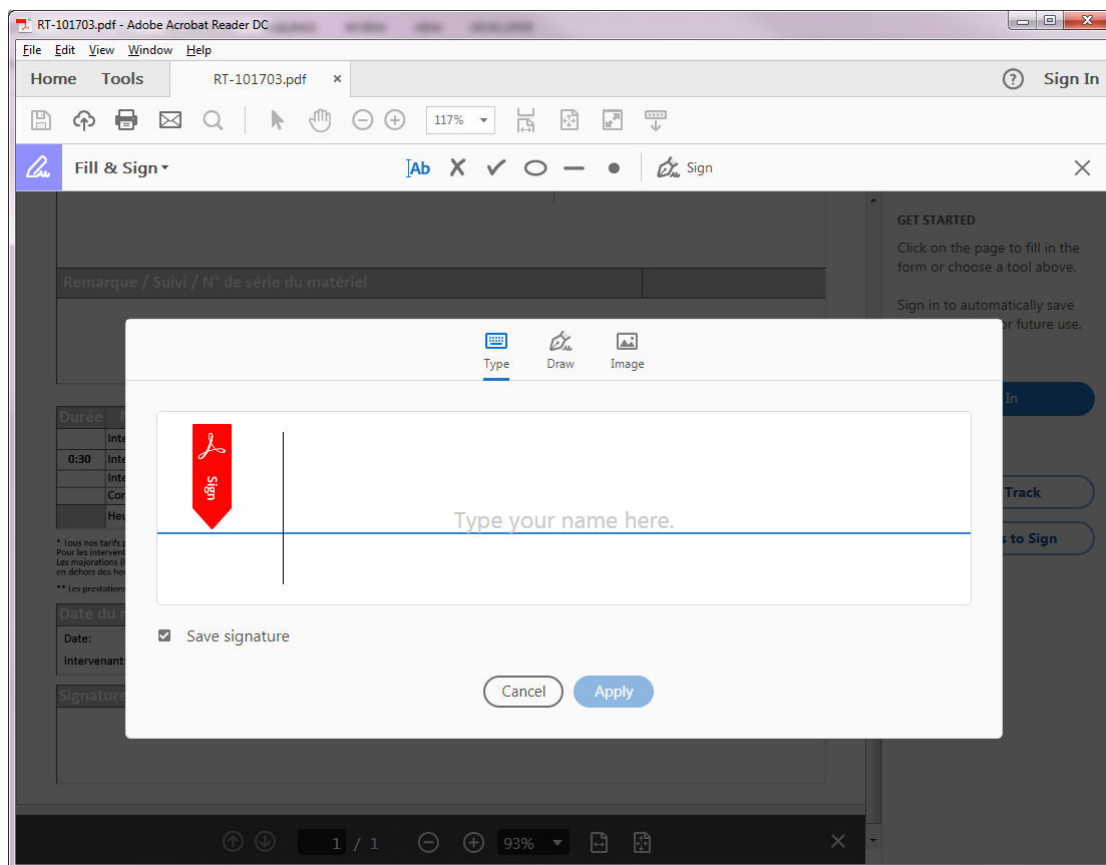 RT-101703.pdf - Adobe Acrobat Reader DC
File Edit View Window Help
Home Tools RT-101703.pdf × ? Sign In
117%
Fill & Sign Ab Sign
GET STARTED
Click on the page to fill in the
form or choose a tool above.
Sign in to automatically save
or future use.
In
Track
s to Sign
Remarque / Suivi / N° de série du matériel
Type Draw Image
Sign
Type your name here.
Save signature
Cancel Apply
Durée
Inte
0:30 Inte
Inte
Con
Heu
* Tous nos tarifs
Pour les intervent
Les majorations
en dehors des
** Les prestations
Date du
Date:
Intervenant
Signature
1 / 1 93%